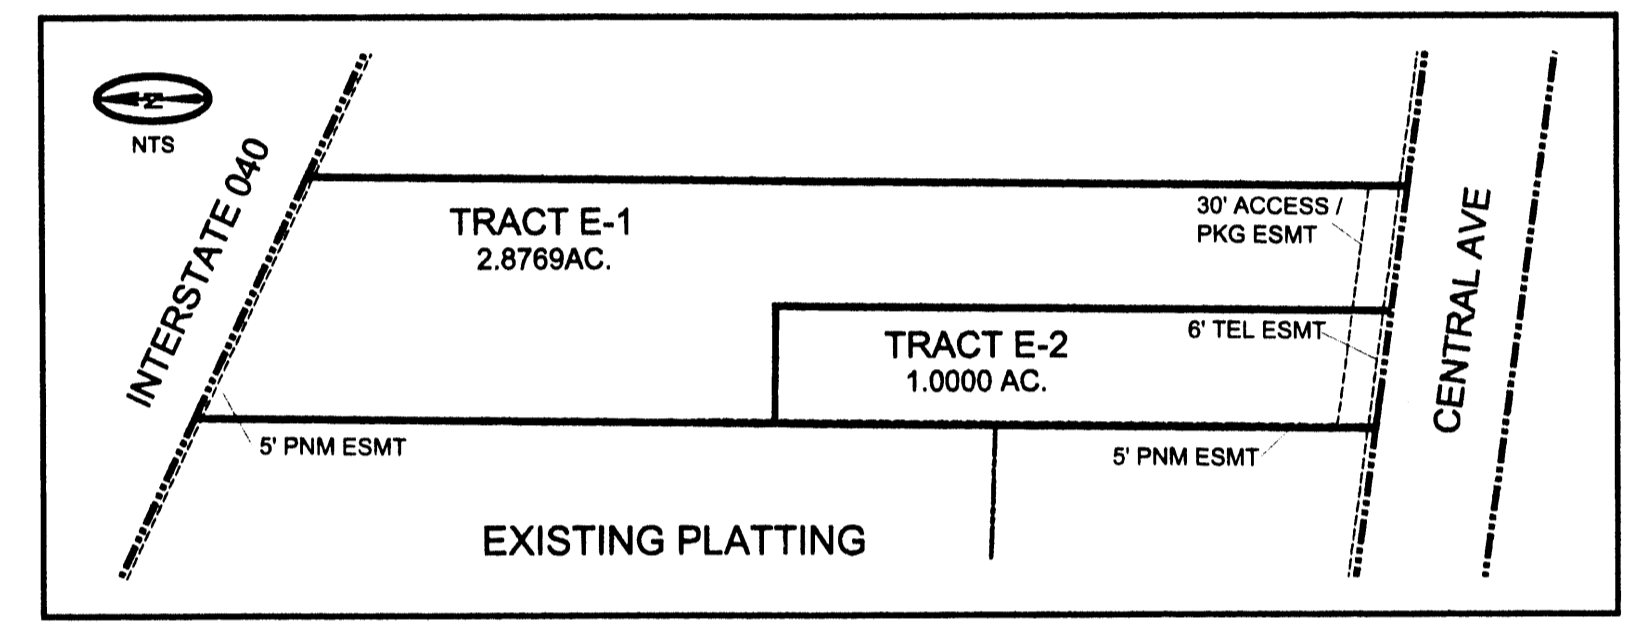 N
NTS
INTERSTATE 040
TRACT E-1
2.8769AC.
30' ACCESS /
PKG ESMT
CENTRAL AVE
TRACT E-2
1.0000 AC.
6' TEL ESMT
5' PNM ESMT
5' PNM ESMT
EXISTING PLATTING